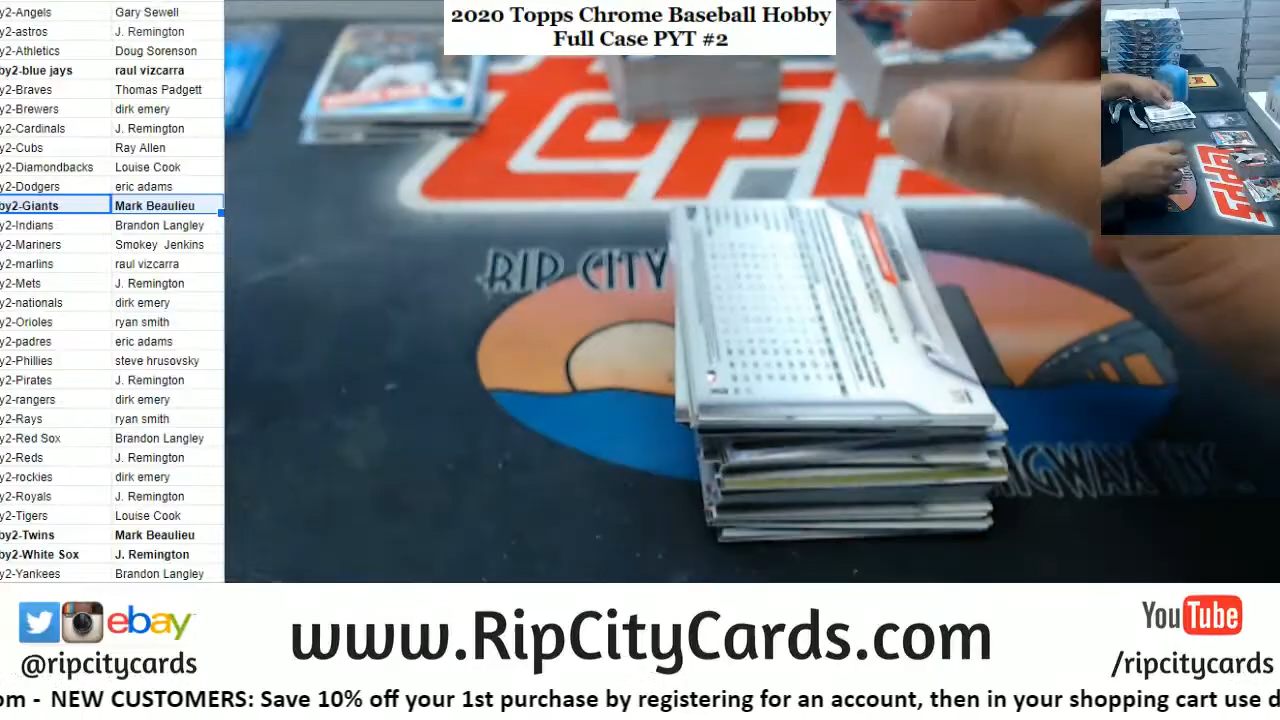 2020 Topps Chrome Baseball Hobby
Full Case PYT #2
y2-Angels Gary Sewell
y2-astros J. Remington
y2-Athletics Doug Sorenson
by2-blue jays raul vizcarra
y2-Braves Thomas Padgett
y2-Brewers dirk emery
y2-Cardinals J. Remington
y2-Cubs Ray Allen
y2-Diamondbacks Louise Cook
y2-Dodgers eric adams
by2-Giants Mark Beaulieu
y2-Indians Brandon Langley
y2-Mariners Smokey Jenkins
y2-marlins raul vizcarra
y2-Mets J. Remington
y2-nationals dirk emery
y2-Orioles ryan smith
y2-padres eric adams
y2-Phillies steve hrusovsky
y2-Pirates J. Remington
y2-rangers dirk emery
y2-Rays ryan smith
y2-Red Sox Brandon Langley
y2-Reds J. Remington
y2-rockies dirk emery
y2-Royals J. Remington
y2-Tigers Louise Cook
by2-Twins Mark Beaulieu
by2-White Sox J. Remington
y2-Yankees Brandon Langley
Topps
RIP CITY
TOPPS
ebay
@ripcitycards
www.RipCityCards.com
YouTube
/ripcitycards
om - NEW CUSTOMERS: Save 10% off your 1st purchase by registering for an account, then in your shopping cart use d